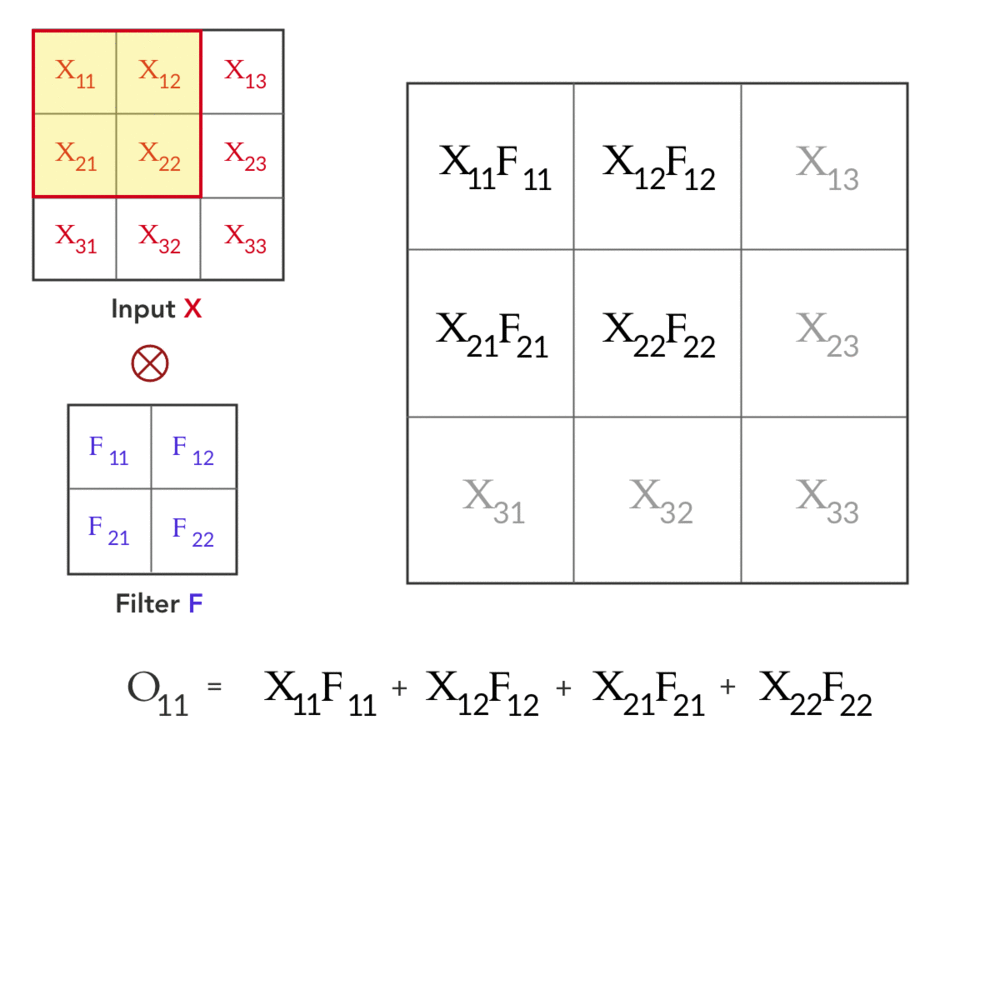 X11 X12 X13
X21 X22 X23
X31 X32 X33
Input X
F11 F12
F21 F22
Filter F
X11F11 X12F12 X13
X21F21 X22F22 X23
X31 X32 X33
O11 = X11F11 + X12F12 + X21F21 + X22F22